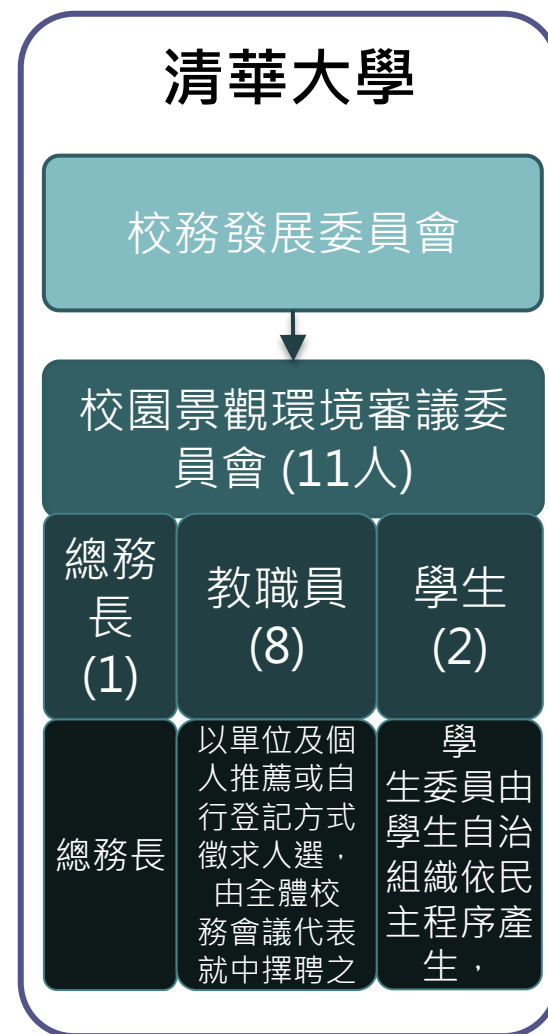 清華大學
校務發展委員會
校園景觀環境審議委
員會 (11人)
總務
長
(1)
教職員
(8)
學生
(2)
總務長
以單位及個
人推薦或自
行登記方式
徵求人選，
由全體校
務會議代表
就中擇聘之
學
生委員由
學生自治
組織依民
主程序產
生，